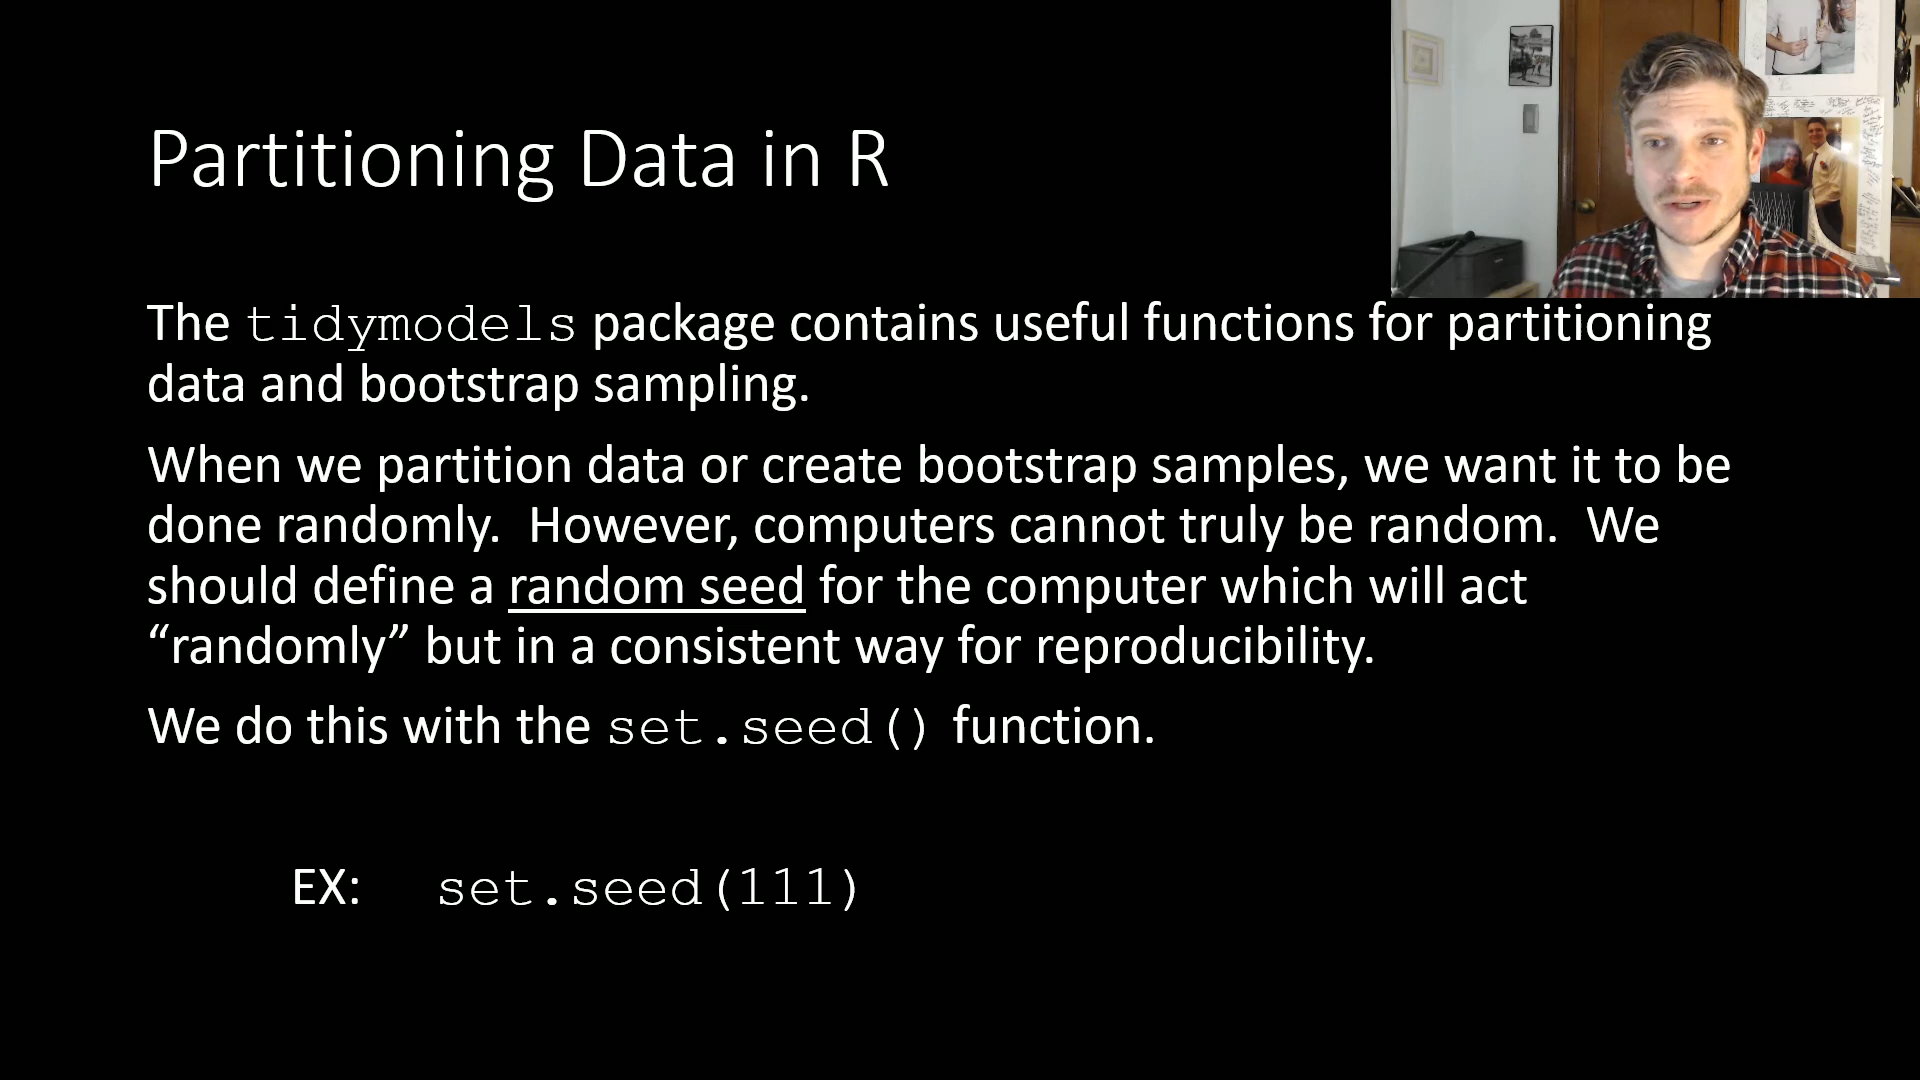 Partitioning Data in R
The tidymodels package contains useful functions for partitioning
data and bootstrap sampling.
When we partition data or create bootstrap samples, we want it to be
done randomly.  However, computers cannot truly be random.  We
should define a random seed for the computer which will act
“randomly” but in a consistent way for reproducibility.
We do this with the set.seed() function.
EX: set.seed(111)